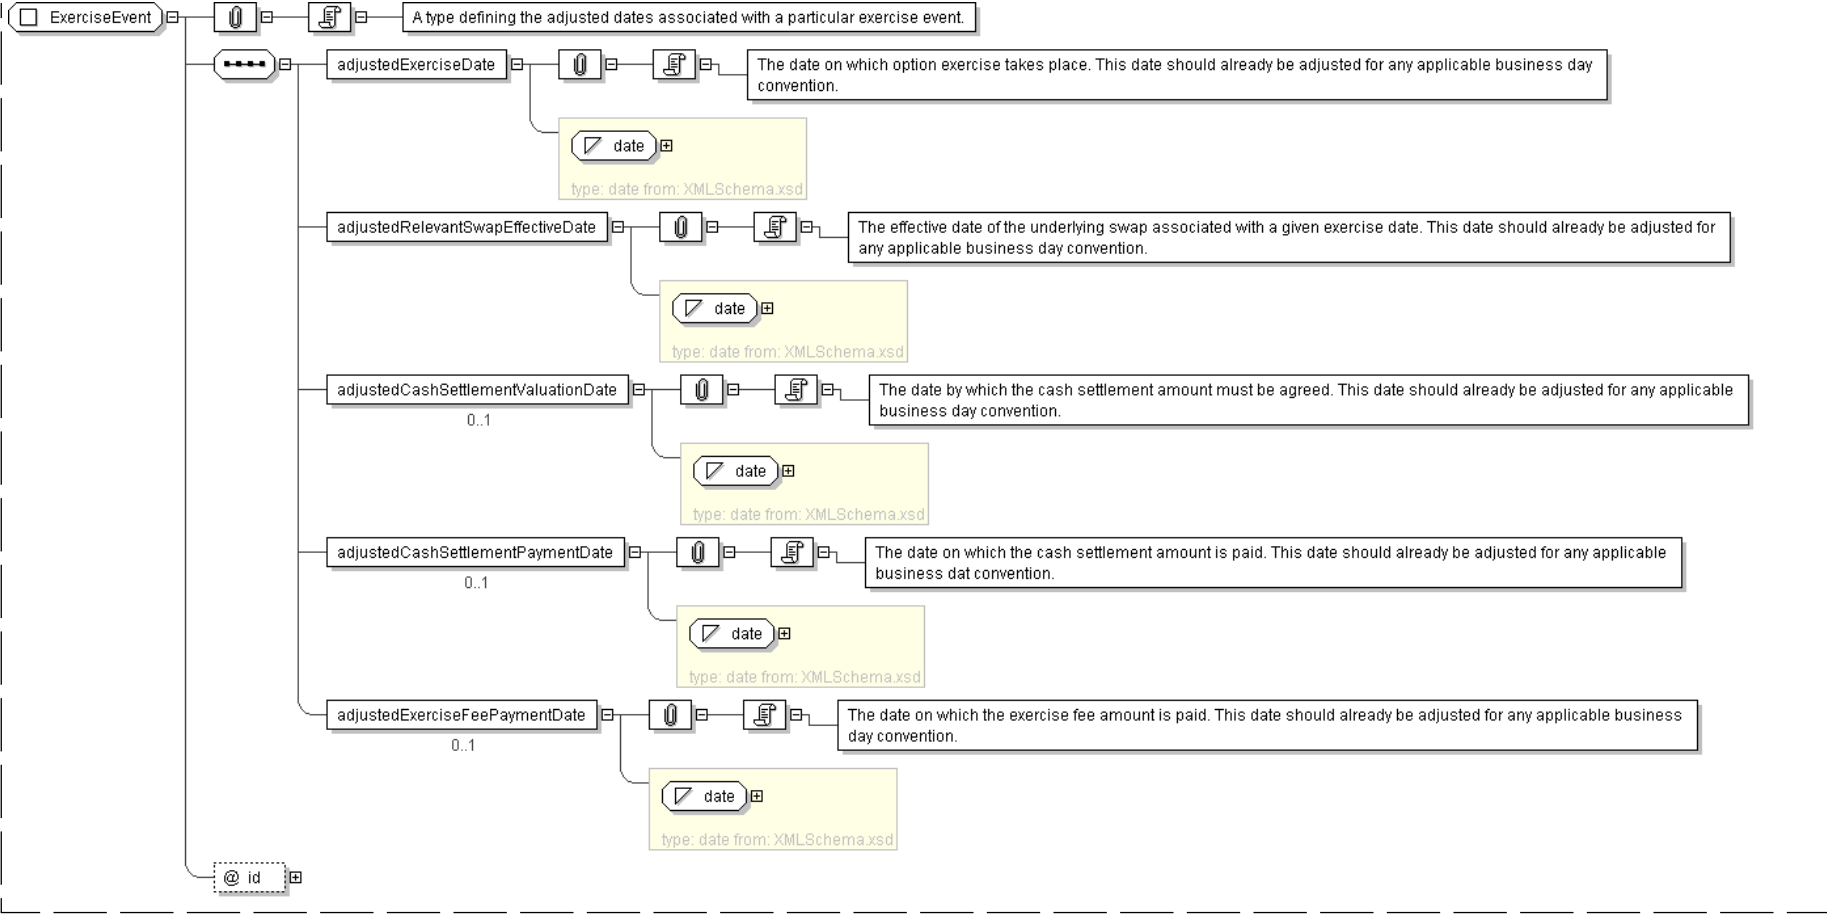 ExerciseEvent
A type defining the adjusted dates associated with a particular exercise event.
adjustedExerciseDate
The date on which option exercise takes place. This date should already be adjusted for any applicable business day
convention.
date
type: date from: XMLSchema.xsd
adjustedRelevantSwapEffectiveDate
The effective date of the underlying swap associated with a given exercise date. This date should already be adjusted for
any applicable business day convention.
date
type: date from: XMLSchema.xsd
adjustedCashSettlementValuationDate
0..1
The date by which the cash settlement amount must be agreed. This date should already be adjusted for any applicable
business day convention.
date
type: date from: XMLSchema.xsd
adjustedCashSettlementPaymentDate
0..1
The date on which the cash settlement amount is paid. This date should already be adjusted for any applicable
business dat convention.
date
type: date from: XMLSchema.xsd
adjustedExerciseFeePaymentDate
0..1
The date on which the exercise fee amount is paid. This date should already be adjusted for any applicable business
day convention.
date
type: date from: XMLSchema.xsd
@ id